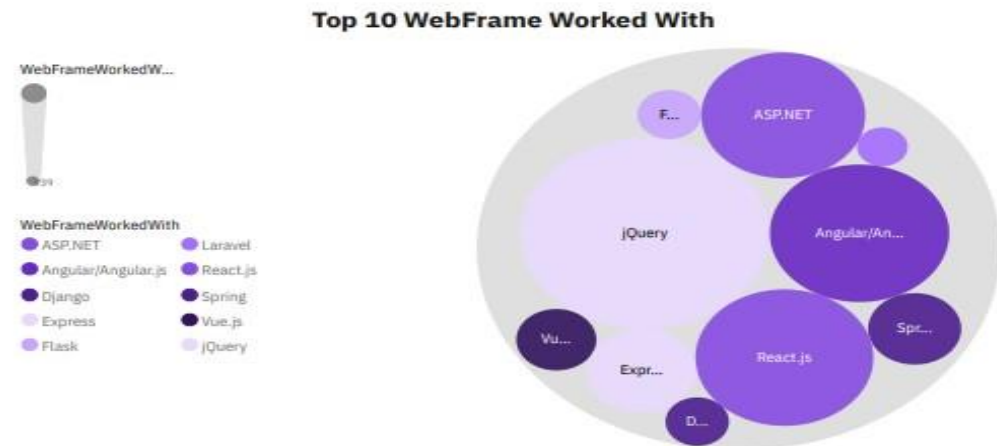 Top 10 WebFrame Worked With
WebFrameWorkedW...
WebFrameWorkedWith
ASP.NET
Laravel
Angular/Angular.js
React.js
Django
Spring
Express
Vue.js
Flask
jQuery
F...
ASP.NET
jQuery
Angular/An...
Vu...
Spr...
Expr...
React.js
D...